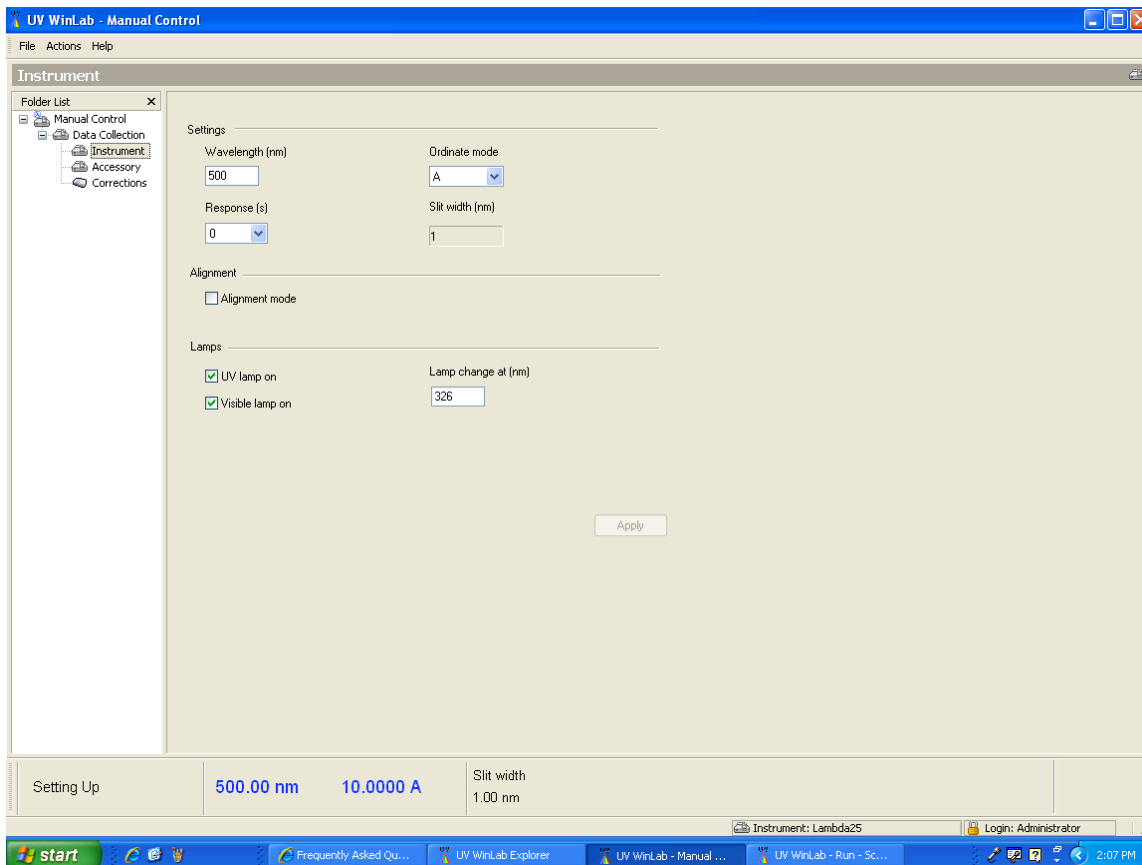 UV WinLab - Manual Control
File Actions Help
Instrument
Folder List
Manual Control
Data Collection
Instrument
Accessory
Corrections
Settings
Wavelength (nm)
500
Ordinate mode
A
Response (s)
0
Slit width (nm)
1
Alignment
Alignment mode
Lamps
UV lamp on
Visible lamp on
Lamp change at (nm)
326
Apply
Setting Up
500.00 nm 10.0000 A
Slit width
1.00 nm
Instrument: Lambda25
Login: Administrator
start
Frequently Asked Qu...
UV WinLab Explorer
UV WinLab - Manual ...
UV WinLab - Run - Sc...
2:07 PM